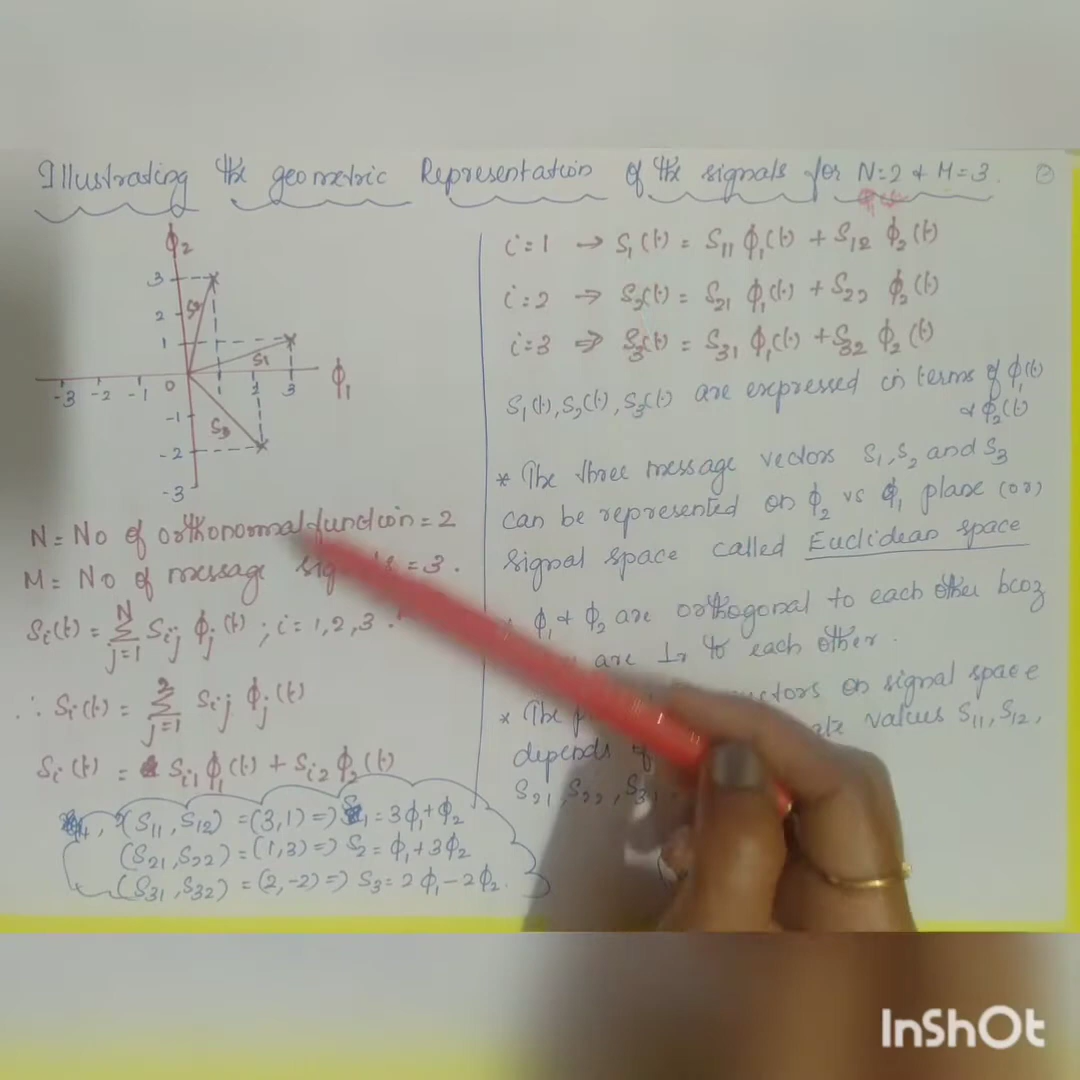 Illustrating the geometric Representation of the signals for N=2 & M=3. 2
ϕ2
3
2
1
0
-1
-2
-3
-3 -2 -1 2 3
ϕ1
S2
S1
S3
N= No of orthonormal function = 2
M= No of message = 3.
Si(t) = N Σ j=1 Sij ϕj(t) ; i = 1, 2, 3
∴ Si(t) = 2 Σ j=1 Sij ϕj(t)
Si(t) = Si1 ϕ1(t) + Si2 ϕ2(t)
(S11, S12) = (3,1) => S1 = 3ϕ1+ϕ2
(S21, S22) = (1,3) => S2 = ϕ1+3ϕ2
(S31, S32) = (2,-2) => S3 = 2ϕ1-2ϕ2.
i=1 → S1(t) = S11 ϕ1(t) + S12 ϕ2(t)
i=2 → S2(t) = S21 ϕ1(t) + S22 ϕ2(t)
i=3 => S3(t) = S31 ϕ1(t) + S32 ϕ2(t)
S1(t), S2(t), S3(t) are expressed in terms of ϕ1(t)
& ϕ2(t)
* The three message vectors S1, S2 and S3
can be represented on ϕ2 vs ϕ1 plane (or)
signal space called Euclidean space
ϕ1 & ϕ2 are orthogonal to each other bcoz
are ⊥r to each other.
* The on signal space
depends values S11, S12,
S21, S22, S31
InShOt